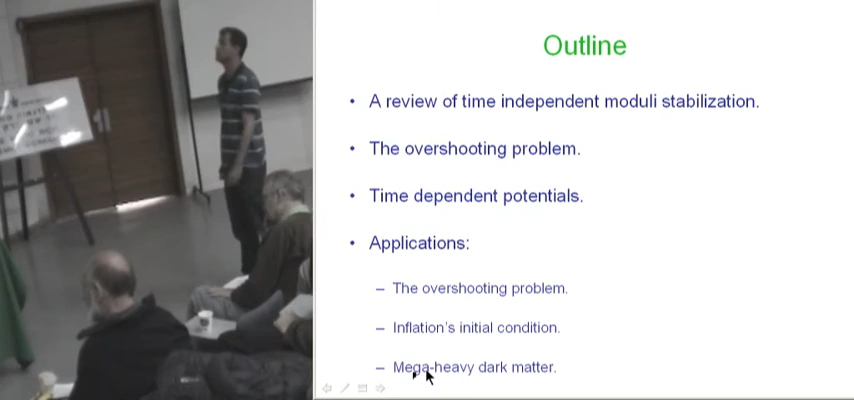 Outline
• A review of time independent moduli stabilization.
• The overshooting problem.
• Time dependent potentials.
• Applications:
– The overshooting problem.
– Inflation's initial condition.
– Mega-heavy dark matter.